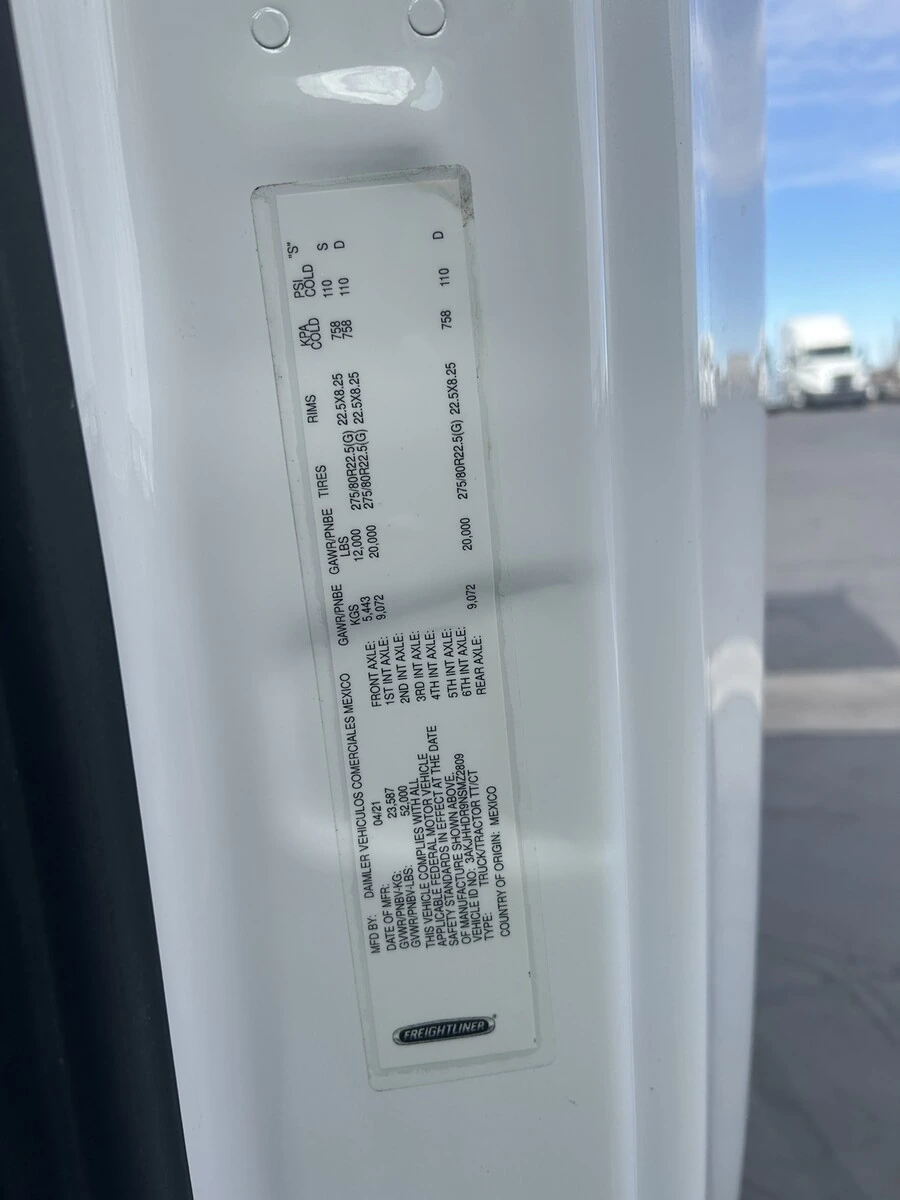 FREIGHTLINER
MFD BY: DAIMLER VEHICULOS COMERCIALES MEXICO
DATE OF MFR: 04/21
GVWR/PNBV-KG: 23,587
GVWR/PNBV-LBS: 52,000
THIS VEHICLE COMPLIES WITH ALL
APPLICABLE FEDERAL MOTOR VEHICLE
SAFETY STANDARDS IN EFFECT AT THE DATE
OF MANUFACTURE SHOWN ABOVE.
VEHICLE ID NO: 3AKJHHDR9NSMZ2809
TYPE: TRUCK/TRACTOR TT/CT
COUNTRY OF ORIGIN: MEXICO
GAWR/PNBE GAWR/PNBE TIRES RIMS KPA PSI "S"
KGS LBS COLD COLD
FRONT AXLE: 5,443 12,000 275/80R22.5(G) 22.5X8.25 758 110 S
1ST INT AXLE: 9,072 20,000 275/80R22.5(G) 22.5X8.25 758 110 D
2ND INT AXLE:
3RD INT AXLE:
4TH INT AXLE:
5TH INT AXLE:
6TH INT AXLE:
REAR AXLE: 9,072 20,000 275/80R22.5(G) 22.5X8.25 758 110 D